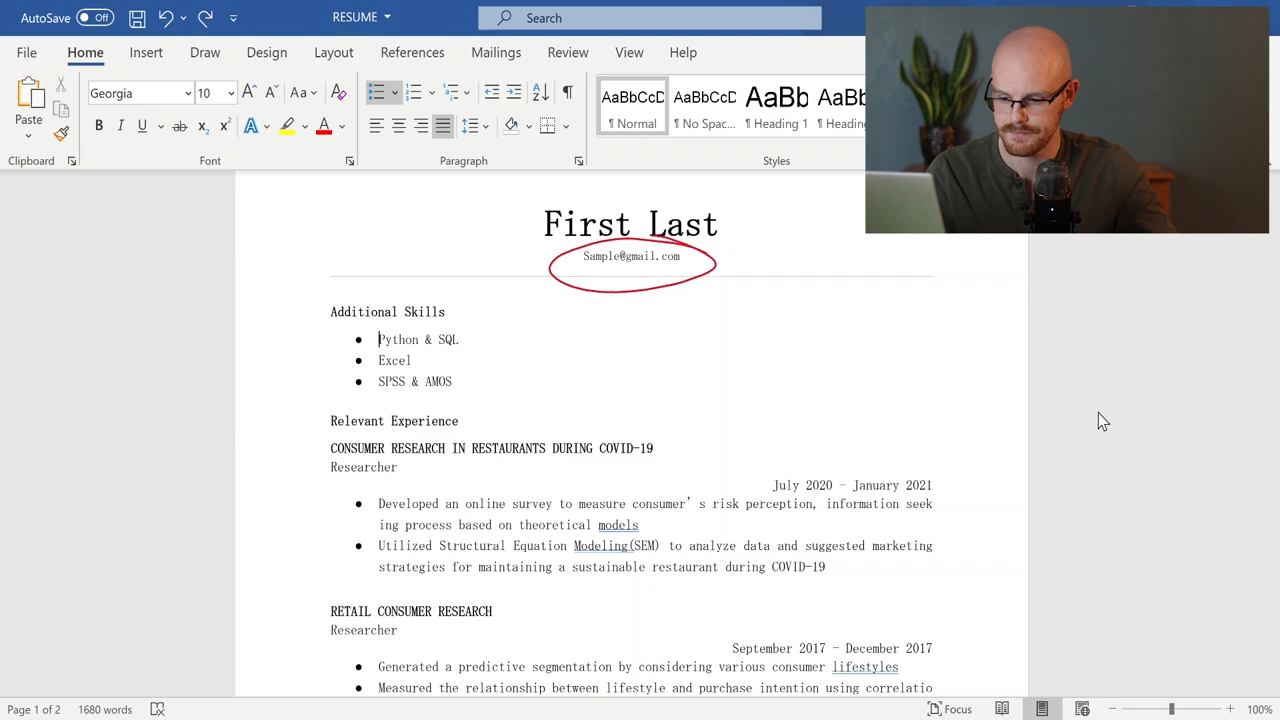 AutoSave Off RESUME Search
File Home Insert Draw Design Layout References Mailings Review View Help
Paste
Georgia 10 Aa
AaBbCcD AaBbCcD AaBb AaBbC
¶ Normal ¶ No Spac... ¶ Heading 1 ¶ Heading
Clipboard Font Paragraph Styles
First Last
Sample@gmail.com
Additional Skills
● Python & SQL
● Excel
● SPSS & AMOS
Relevant Experience
CONSUMER RESEARCH IN RESTAURANTS DURING COVID-19
Researcher
July 2020 - January 2021
● Developed an online survey to measure consumer's risk perception, information seek
ing process based on theoretical models
● Utilized Structural Equation Modeling(SEM) to analyze data and suggested marketing
strategies for maintaining a sustainable restaurant during COVID-19
RETAIL CONSUMER RESEARCH
Researcher
September 2017 - December 2017
● Generated a predictive segmentation by considering various consumer lifestyles
● Measured the relationship between lifestyle and purchase intention using correlatio
Page 1 of 2 1680 words Focus 100%